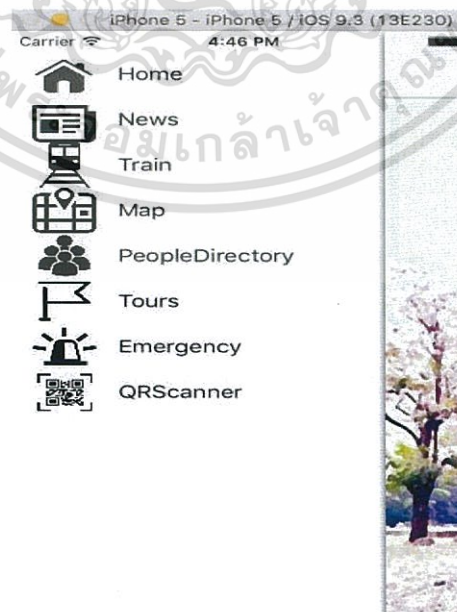 iPhone 5 - iPhone 5 / iOS 9.3 (13E230)
Carrier 4:46 PM
Home
News
Train
Map
PeopleDirectory
Tours
Emergency
QRScanner